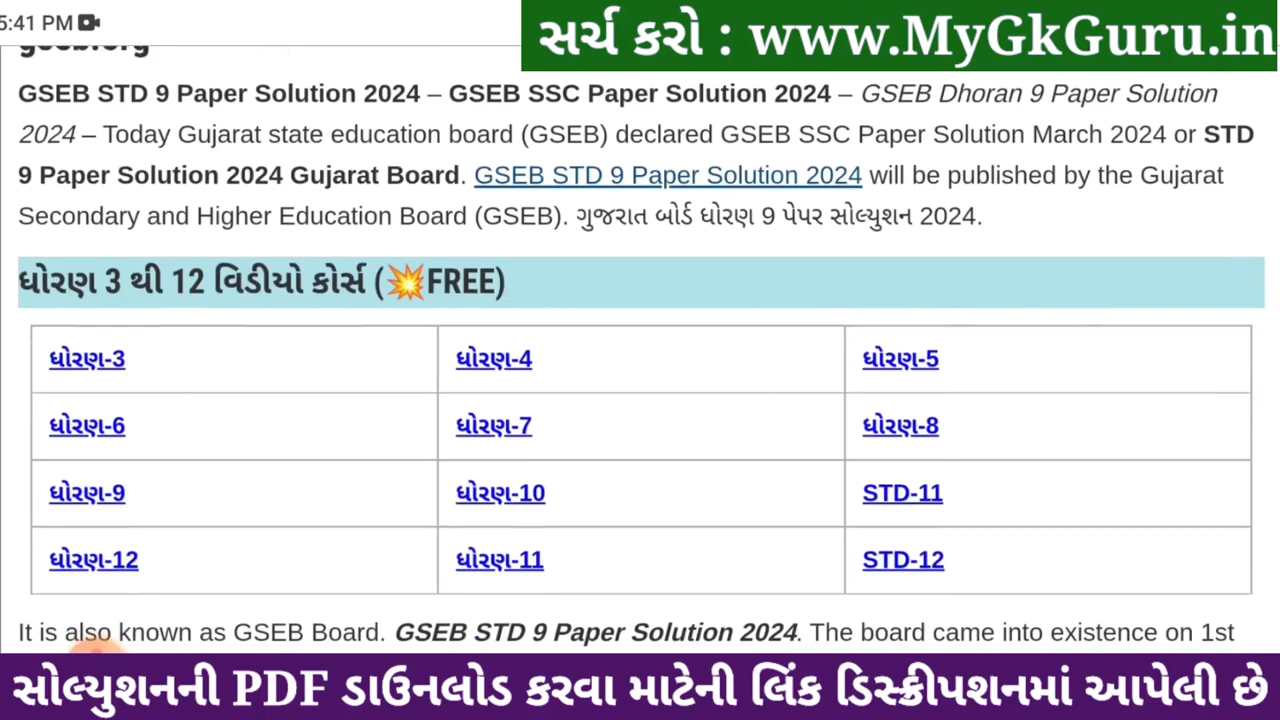 5:41 PM
સર્ચ કરો : www.MyGkGuru.in
gseb.org
GSEB STD 9 Paper Solution 2024 – GSEB SSC Paper Solution 2024 – GSEB Dhoran 9 Paper Solution
2024 – Today Gujarat state education board (GSEB) declared GSEB SSC Paper Solution March 2024 or STD
9 Paper Solution 2024 Gujarat Board. GSEB STD 9 Paper Solution 2024 will be published by the Gujarat
Secondary and Higher Education Board (GSEB). ગુજરાત બોર્ડ ધોરણ 9 પેપર સોલ્યુશન 2024.
ધોરણ 3 થી 12 વિડીયો કોર્સ (💥FREE)
ધોરણ-3 ધોરણ-4 ધોરણ-5
ધોરણ-6 ધોરણ-7 ધોરણ-8
ધોરણ-9 ધોરણ-10 STD-11
ધોરણ-12 ધોરણ-11 STD-12
It is also known as GSEB Board. GSEB STD 9 Paper Solution 2024. The board came into existence on 1st
સોલ્યુશનની PDF ડાઉનલોડ કરવા માટેની લિંક ડિસ્ક્રીપશનમાં આપેલી છે